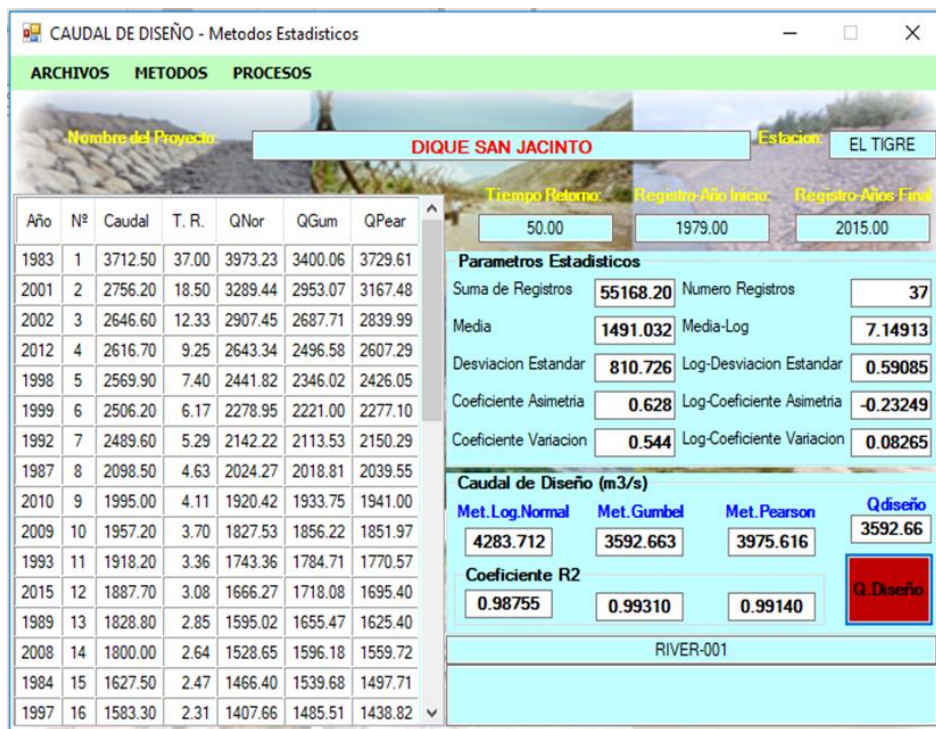 CAUDAL DE DISEÑO - Metodos Estadisticos
ARCHIVOS METODOS PROCESOS
Nombre del Proyecto: DIQUE SAN JACINTO Estacion: EL TIGRE
Tiempo Retorno: Registro-Año Inicio: Registro-Años Final
50.00 1979.00 2015.00
Año Nº Caudal T. R. QNor QGum QPear
1983 1 3712.50 37.00 3973.23 3400.06 3729.61
2001 2 2756.20 18.50 3289.44 2953.07 3167.48
2002 3 2646.60 12.33 2907.45 2687.71 2839.99
2012 4 2616.70 9.25 2643.34 2496.58 2607.29
1998 5 2569.90 7.40 2441.82 2346.02 2426.05
1999 6 2506.20 6.17 2278.95 2221.00 2277.10
1992 7 2489.60 5.29 2142.22 2113.53 2150.29
1987 8 2098.50 4.63 2024.27 2018.81 2039.55
2010 9 1995.00 4.11 1920.42 1933.75 1941.00
2009 10 1957.20 3.70 1827.53 1856.22 1851.97
1993 11 1918.20 3.36 1743.36 1784.71 1770.57
2015 12 1887.70 3.08 1666.27 1718.08 1695.40
1989 13 1828.80 2.85 1595.02 1655.47 1625.40
2008 14 1800.00 2.64 1528.65 1596.18 1559.72
1984 15 1627.50 2.47 1466.40 1539.68 1497.71
1997 16 1583.30 2.31 1407.66 1485.51 1438.82
Parametros Estadisticos
Suma de Registros 55168.20 Numero Registros 37
Media 1491.032 Media-Log 7.14913
Desviacion Estándar 810.726 Log-Desviacion Estandar 0.59085
Coeficiente Asimetria 0.628 Log-Coeficiente Asimetria -0.23249
Coeficiente Variacion 0.544 Log-Coeficiente Variacion 0.08265
Caudal de Diseño (m3/s)
Met.Log.Normal Met.Gumbel Met.Pearson Qdiseño
4283.712 3592.663 3975.616 3592.66
Coeficiente R2
0.98755 0.99310 0.99140
Q.Diseño
RIVER-001